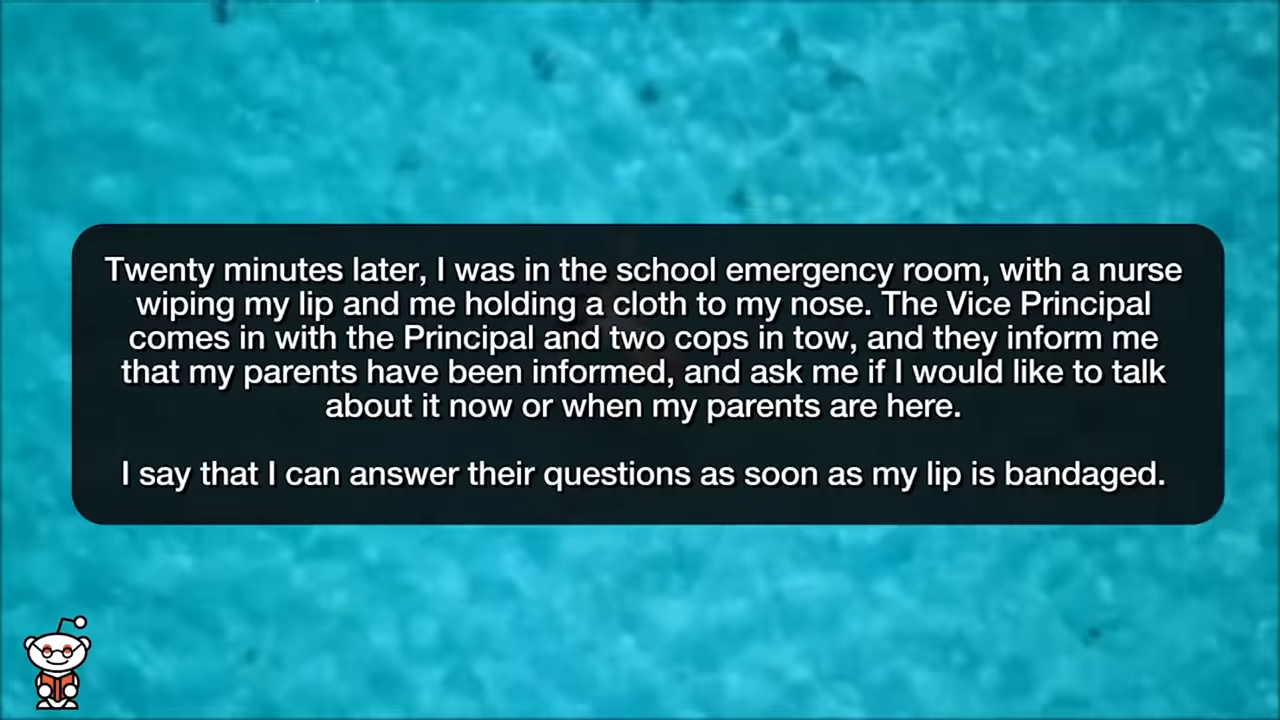 Twenty minutes later, I was in the school emergency room, with a nurse
wiping my lip and me holding a cloth to my nose. The Vice Principal
comes in with the Principal and two cops in tow, and they inform me
that my parents have been informed, and ask me if I would like to talk
about it now or when my parents are here.
I say that I can answer their questions as soon as my lip is bandaged.